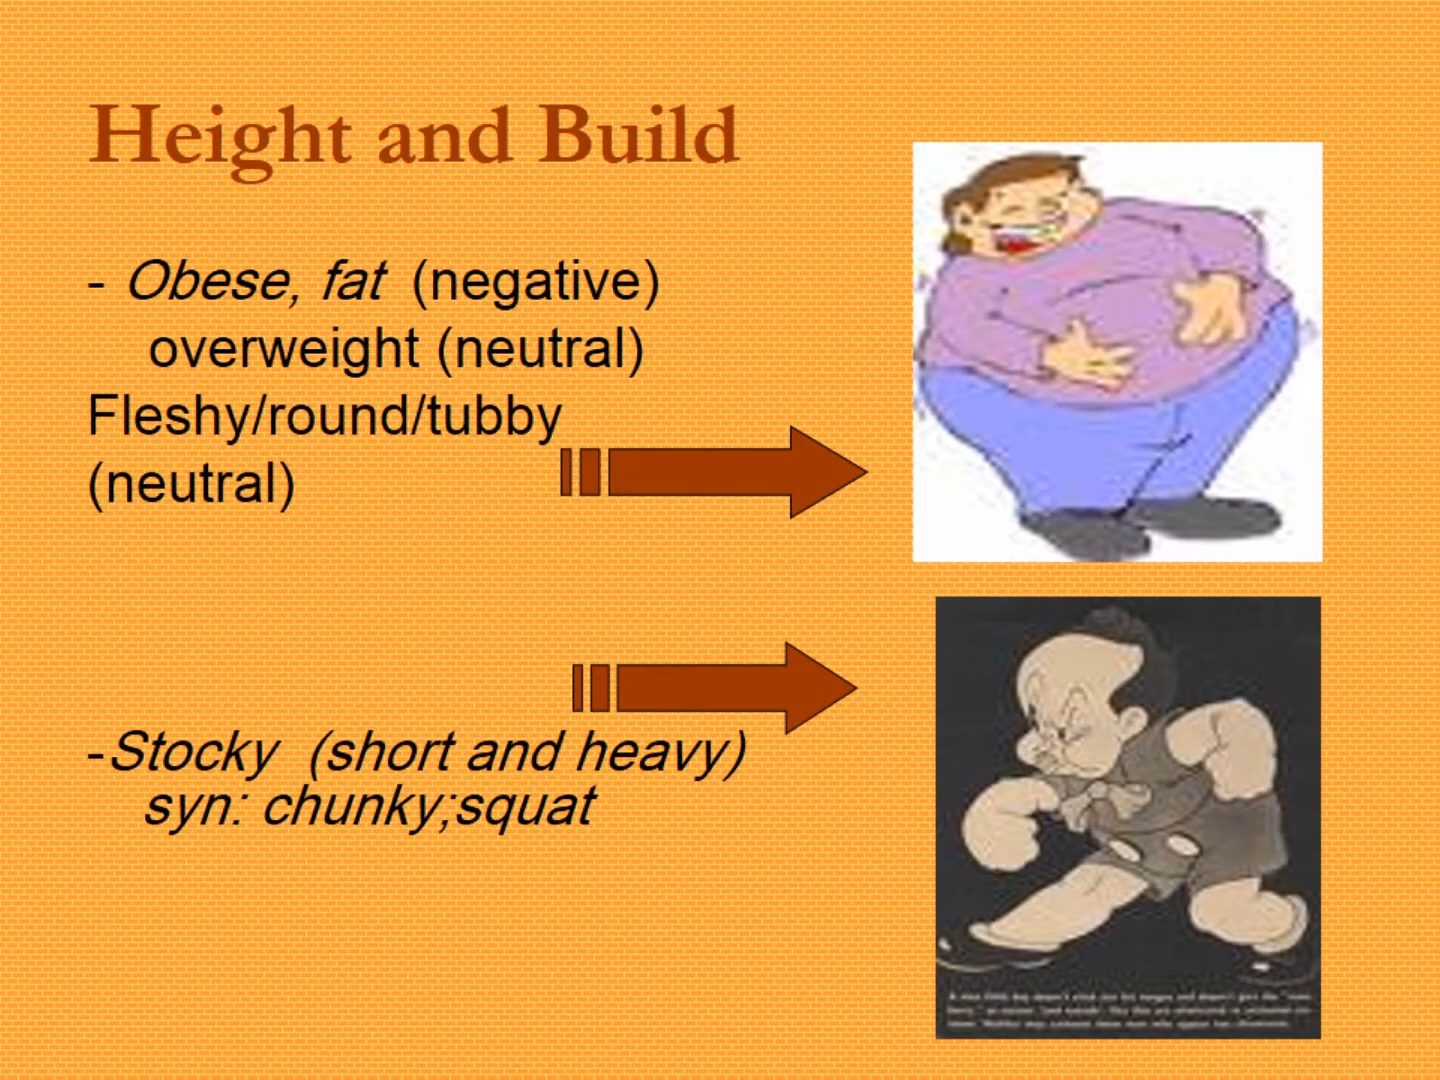 Height and Build
- Obese, fat (negative)
overweight (neutral)
Fleshy/round/tubby
(neutral)
-Stocky (short and heavy)
syn: chunky;squat